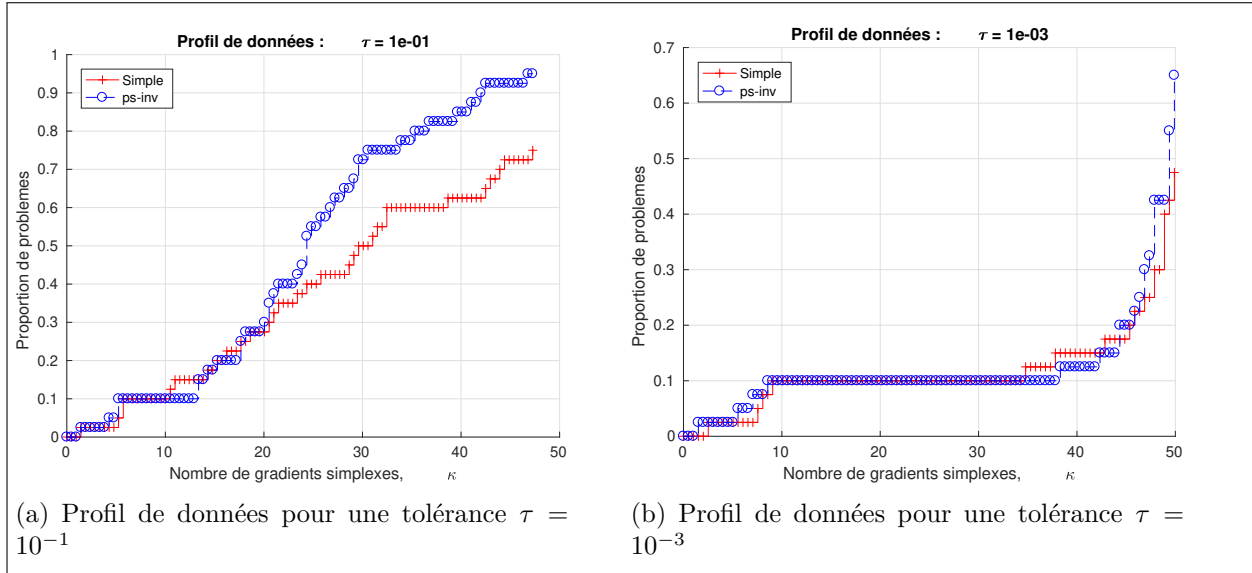 Profil de données : τ = 1e-01
Simple
ps-inv
Proportion de problemes
1
0.9
0.8
0.7
0.6
0.5
0.4
0.3
0.2
0.1
0
0 10 20 30 40 50
Nombre de gradients simplexes, κ
(a) Profil de données pour une tolérance τ =
10⁻¹
Profil de données : τ = 1e-03
Simple
ps-inv
Proportion de problemes
0.7
0.6
0.5
0.4
0.3
0.2
0.1
0
0 10 20 30 40 50
Nombre de gradients simplexes, κ
(b) Profil de données pour une tolérance τ =
10⁻³